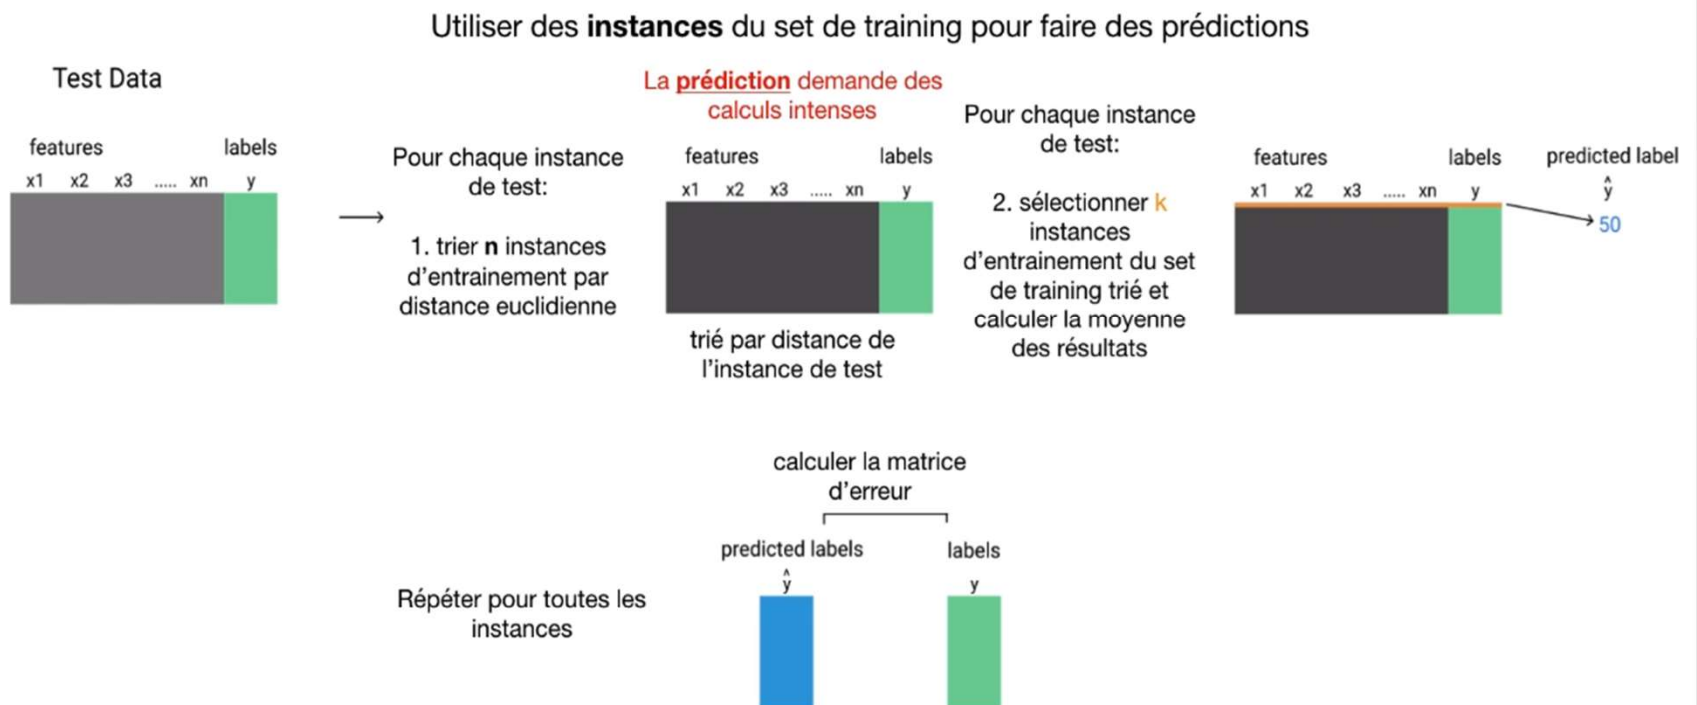 Utiliser des instances du set de training pour faire des prédictions
Test Data
features labels
x1 x2 x3 ..... xn y
Pour chaque instance
de test:
1. trier n instances
d'entrainement par
distance euclidienne
La prédiction demande des
calculs intenses
features labels
x1 x2 x3 ..... xn y
trié par distance de
l'instance de test
Pour chaque instance
de test:
2. sélectionner k
instances
d'entrainement du set
de training trié et
calculer la moyenne
des résultats
features labels predicted label
x1 x2 x3 ..... xn y ŷ
50
calculer la matrice
d'erreur
predicted labels labels
ŷ y
Répéter pour toutes les
instances